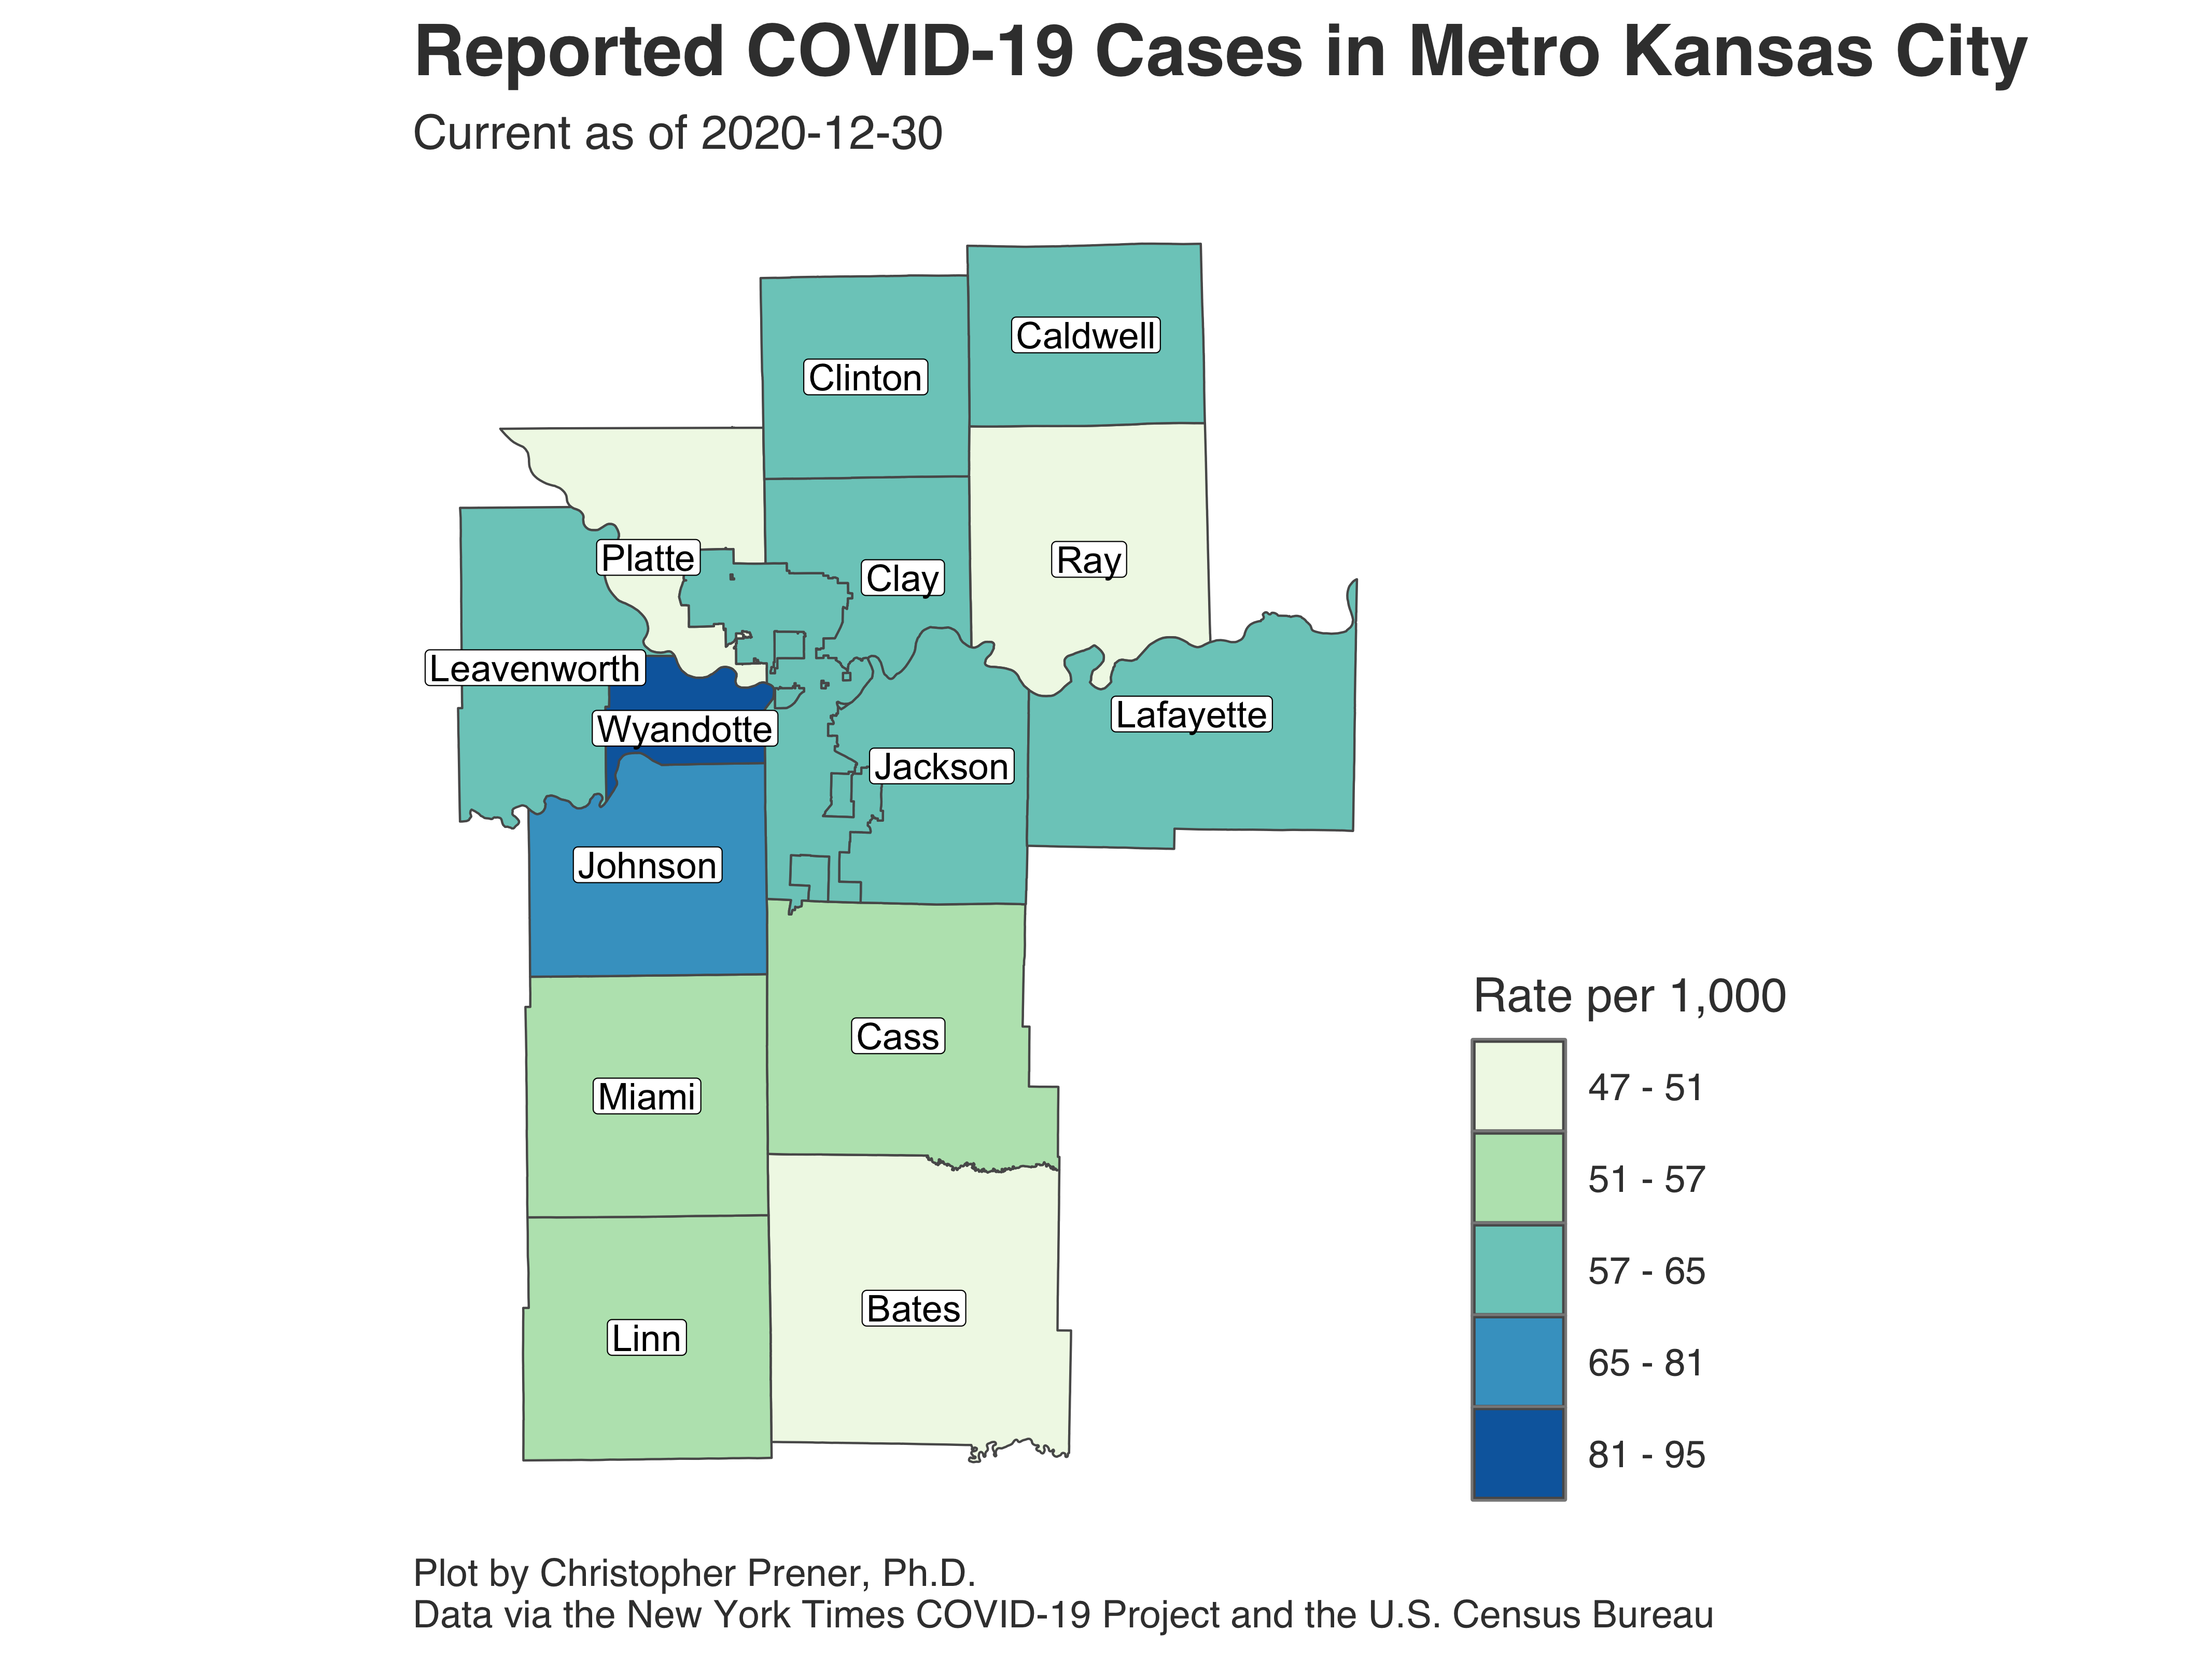 Reported COVID-19 Cases in Metro Kansas City
Current as of 2020-12-30
Caldwell
Clinton
Platte
Clay
Ray
Leavenworth
Wyandotte
Lafayette
Jackson
Johnson
Cass
Miami
Bates
Linn
Rate per 1,000
47 - 51
51 - 57
57 - 65
65 - 81
81 - 95
Plot by Christopher Prener, Ph.D.
Data via the New York Times COVID-19 Project and the U.S. Census Bureau